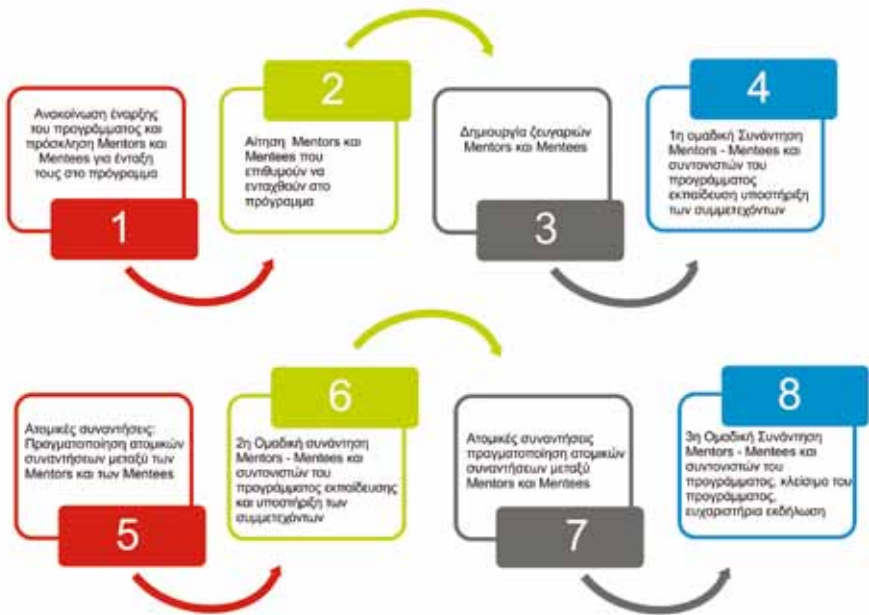 Ανακοίνωση έναρξης
του προγράμματος και
πρόσκληση Mentors και
Mentees για ένταξη
τους στο πρόγραμμα
1
2
Αίτηση Mentors και
Mentees που
επιθυμούν να
ενταχθούν στο
πρόγραμμα
Δημιουργία ζευγαριών
Mentors και Mentees
3
4
1η ομαδική Συνάντηση
Mentors - Mentees και
συντονιστών του
προγράμματος
εκπαίδευση υποστήριξη
των συμμετεχόντων
Ατομικές συναντήσεις:
Πραγματοποίηση ατομικών
συναντήσεων μεταξύ των
Mentors και των Mentees
5
6
2η Ομαδική συνάντηση
Mentors - Mentees και
συντονιστών του
προγράμματος εκπαίδευσης
και υποστήριξη των
συμμετεχόντων
Ατομικές συναντήσεις
πραγματοποίηση ατομικών
συναντήσεων μεταξύ
Mentors και Mentees
7
8
3η Ομαδική Συνάντηση
Mentors - Mentees και
συντονιστών του
προγράμματος, κλείσιμο του
προγράμματος,
ευχαριστήρια εκδήλωση